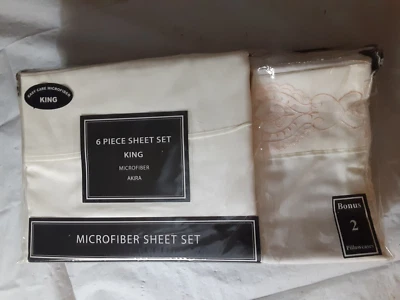 EASY CARE MICROFIBER
KING
6 PIECE SHEET SET
KING
MICROFIBER
AKIRA
MICROFIBER SHEET SET
Bonus
2
Pillowcases